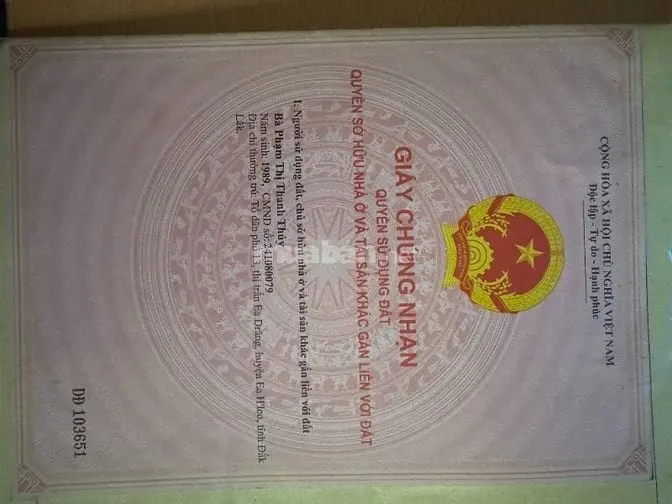 CỘNG HÒA XÃ HỘI CHỦ NGHĨA VIỆT NAM
Độc lập - Tự do - Hạnh phúc
GIẤY CHỨNG NHẬN
QUYỀN SỬ DỤNG ĐẤT
QUYỀN SỞ HỮU NHÀ Ở VÀ TÀI SẢN KHÁC GẮN LIỀN VỚI ĐẤT
I. Người sử dụng đất, chủ sở hữu nhà ở và tài sản khác gắn liền với đất
Bà Phạm Thị Thanh Thủy
Năm sinh: 1989, CMND số: 241080079
Địa chỉ thường trú: Tổ dân phố 13, thị trấn Ea Drăng, huyện Ea H'leo, tỉnh Đắk
Lắk.
DĐ 103651